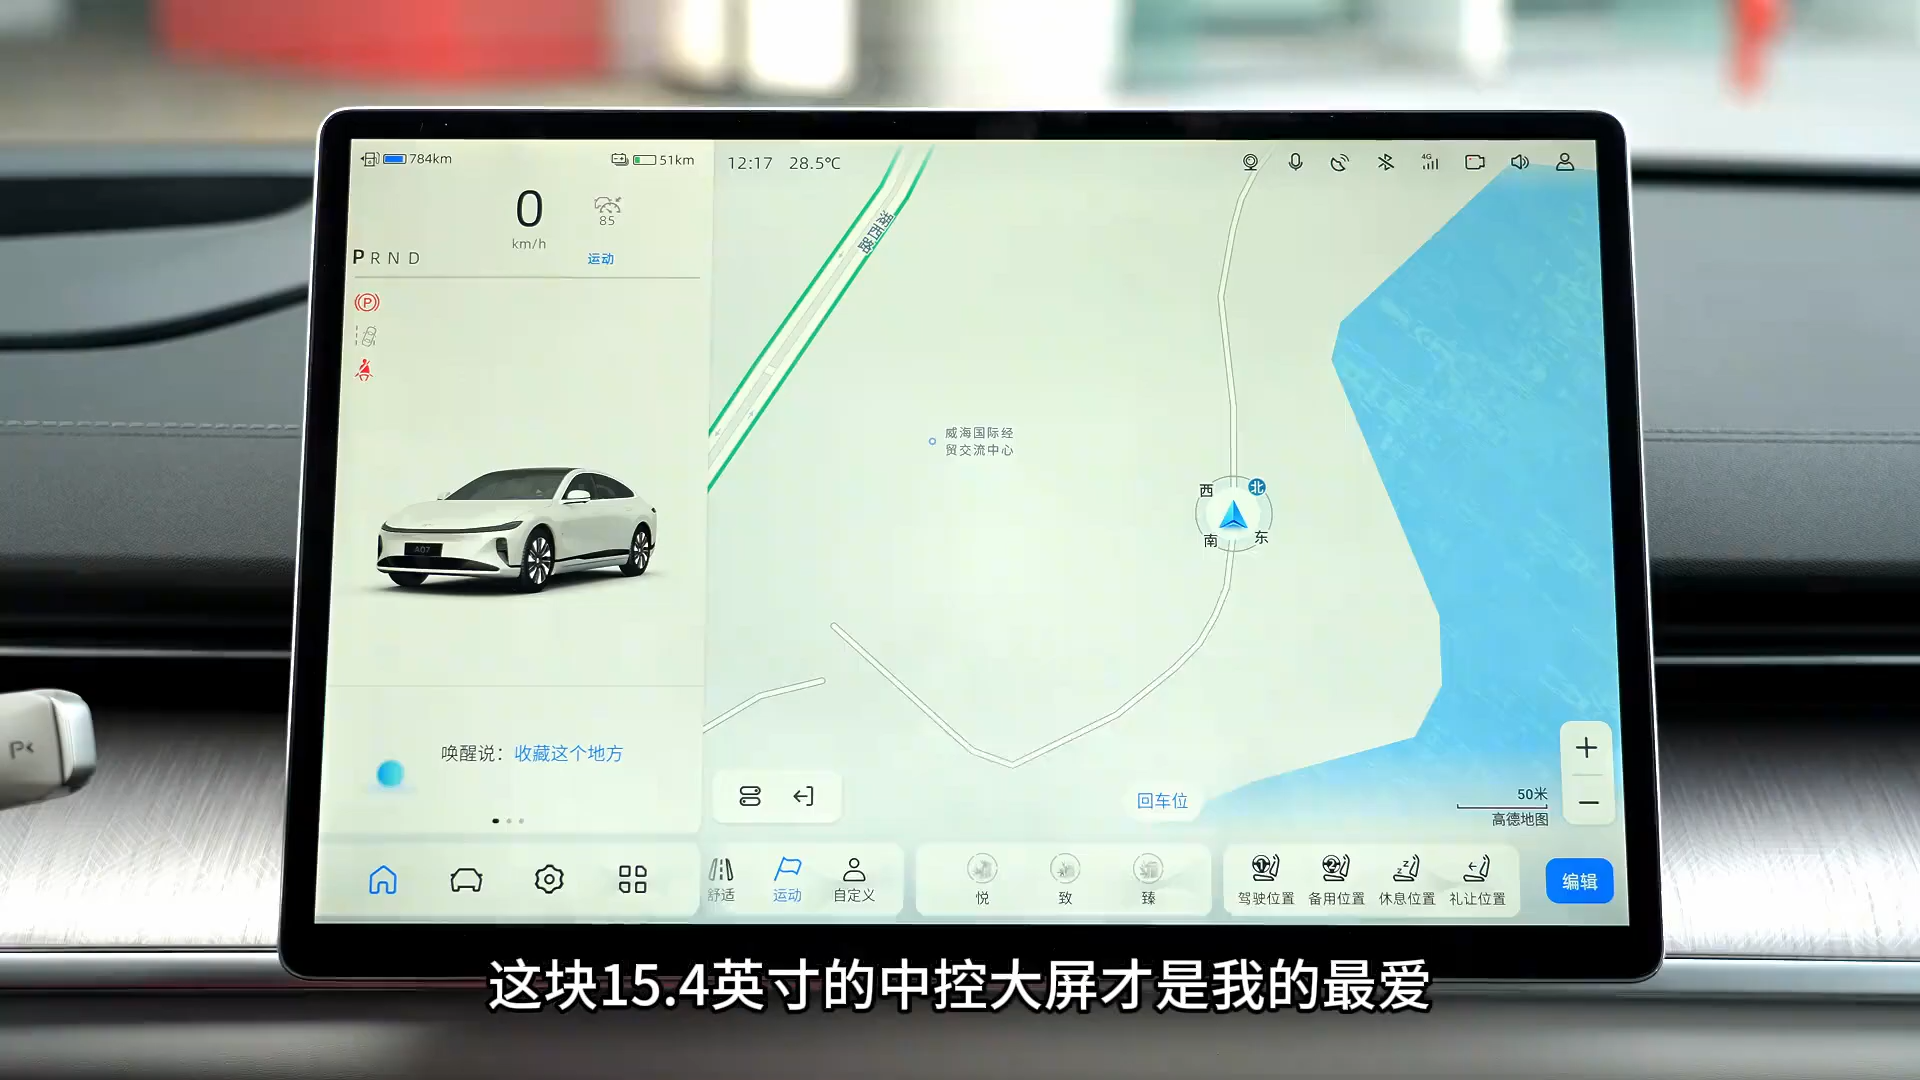 784km
51km
12:17 28.5℃
4G
0
km/h
85
P R N D
运动
P
威海国际经
贸交流中心
西
北
南
东
A07
P
唤醒说：收藏这个地方
回车位
50米
高德地图
舒适
运动
自定义
悦
致
臻
驾驶位置
备用位置
休息位置
礼让位置
编辑
这块15.4英寸的中控大屏才是我的最爱